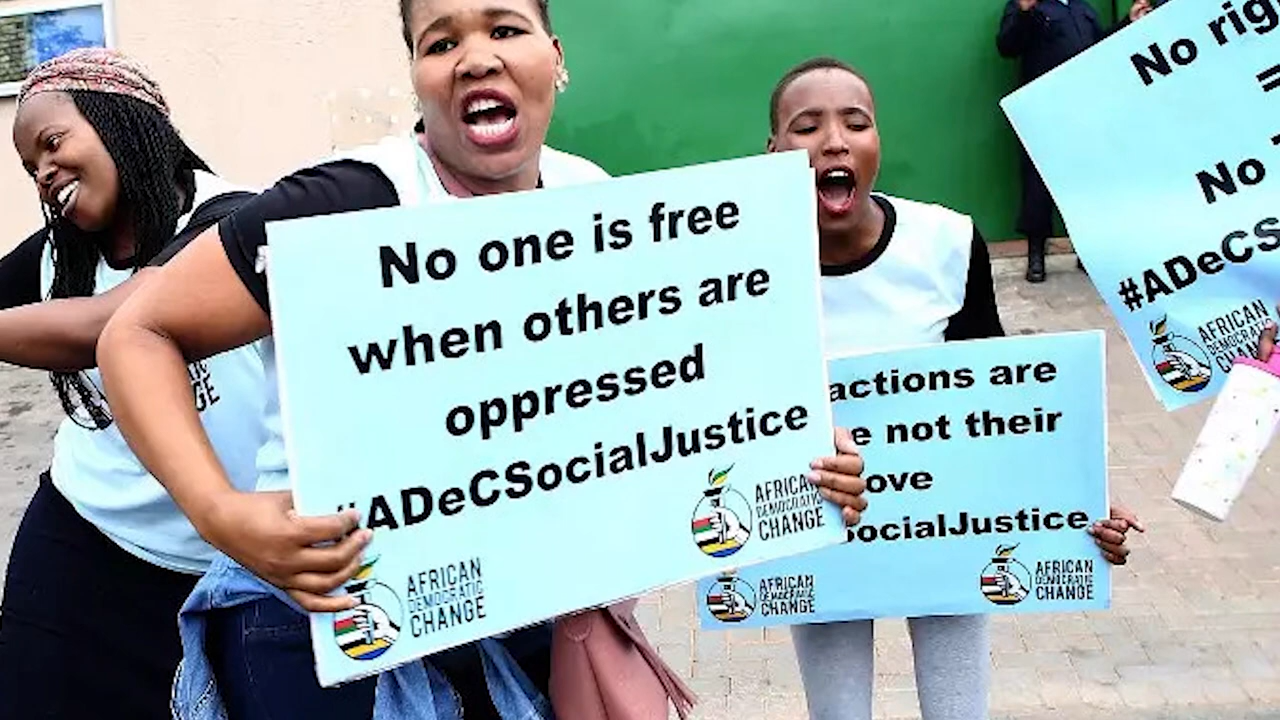 No one is free
when others are
oppressed
#ADeCSocialJustice
AFRICAN
DEMOCRATIC
CHANGE
AFRICAN
DEMOCRATIC
CHANGE
actions are
not their
ove
SocialJustice
AFRICAN
DEMOCRATIC
CHANGE
AFRICAN
DEMOCRATIC
CHANGE
No rig
=
No
#ADeCS
AFRICAN
DEMOCRATIC
CHANGE